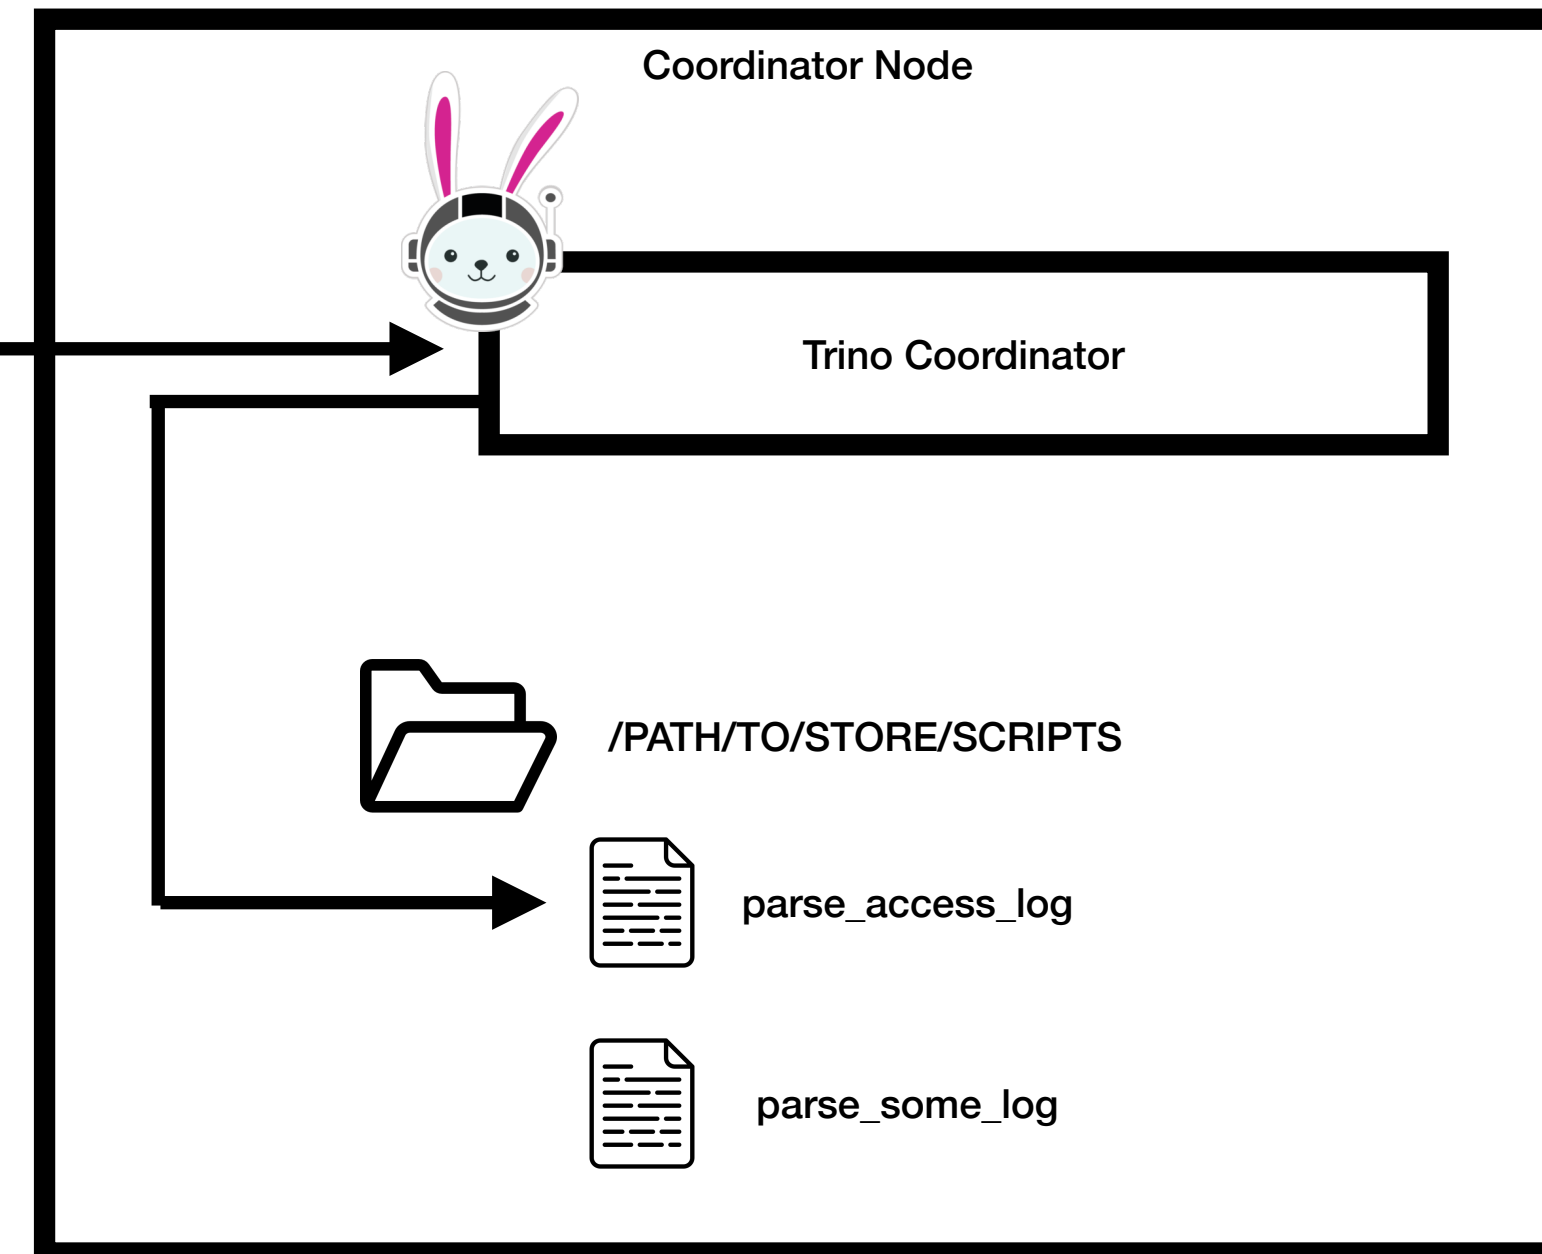 Coordinator Node
Trino Coordinator
/PATH/TO/STORE/SCRIPTS
parse_access_log
parse_some_log